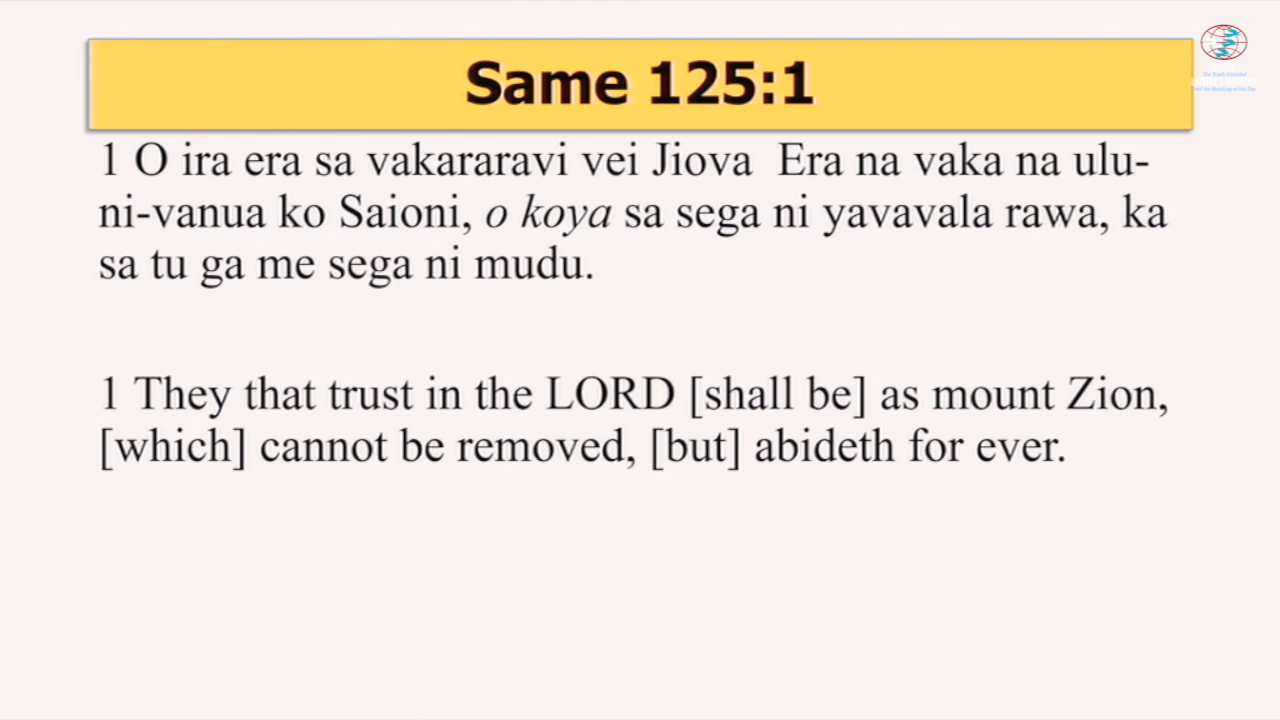 Same 125:1
1 O ira era sa vakararavi vei Jiova  Era na vaka na ulu-
ni-vanua ko Saioni, o koya sa sega ni yavavala rawa, ka
sa tu ga me sega ni mudu.
1 They that trust in the LORD [shall be] as mount Zion,
[which] cannot be removed, [but] abideth for ever.